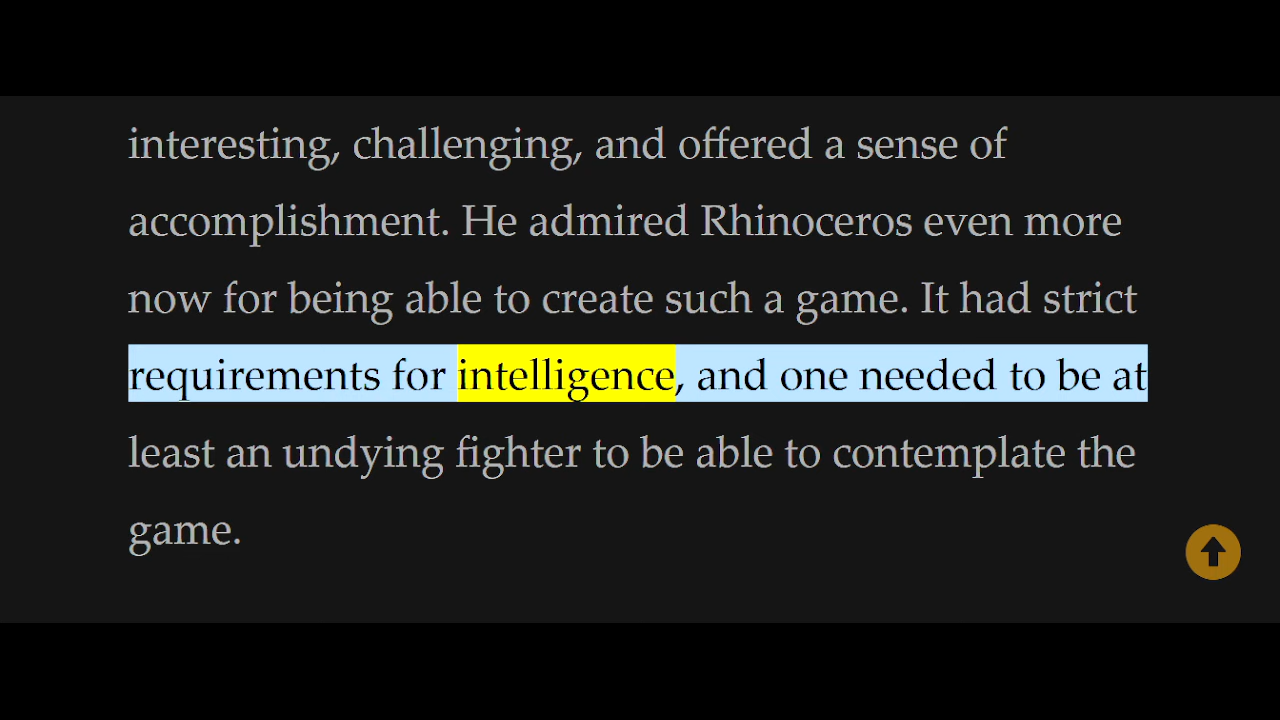 interesting, challenging, and offered a sense of
accomplishment. He admired Rhinoceros even more
now for being able to create such a game. It had strict
requirements for intelligence, and one needed to be at
least an undying fighter to be able to contemplate the
game.